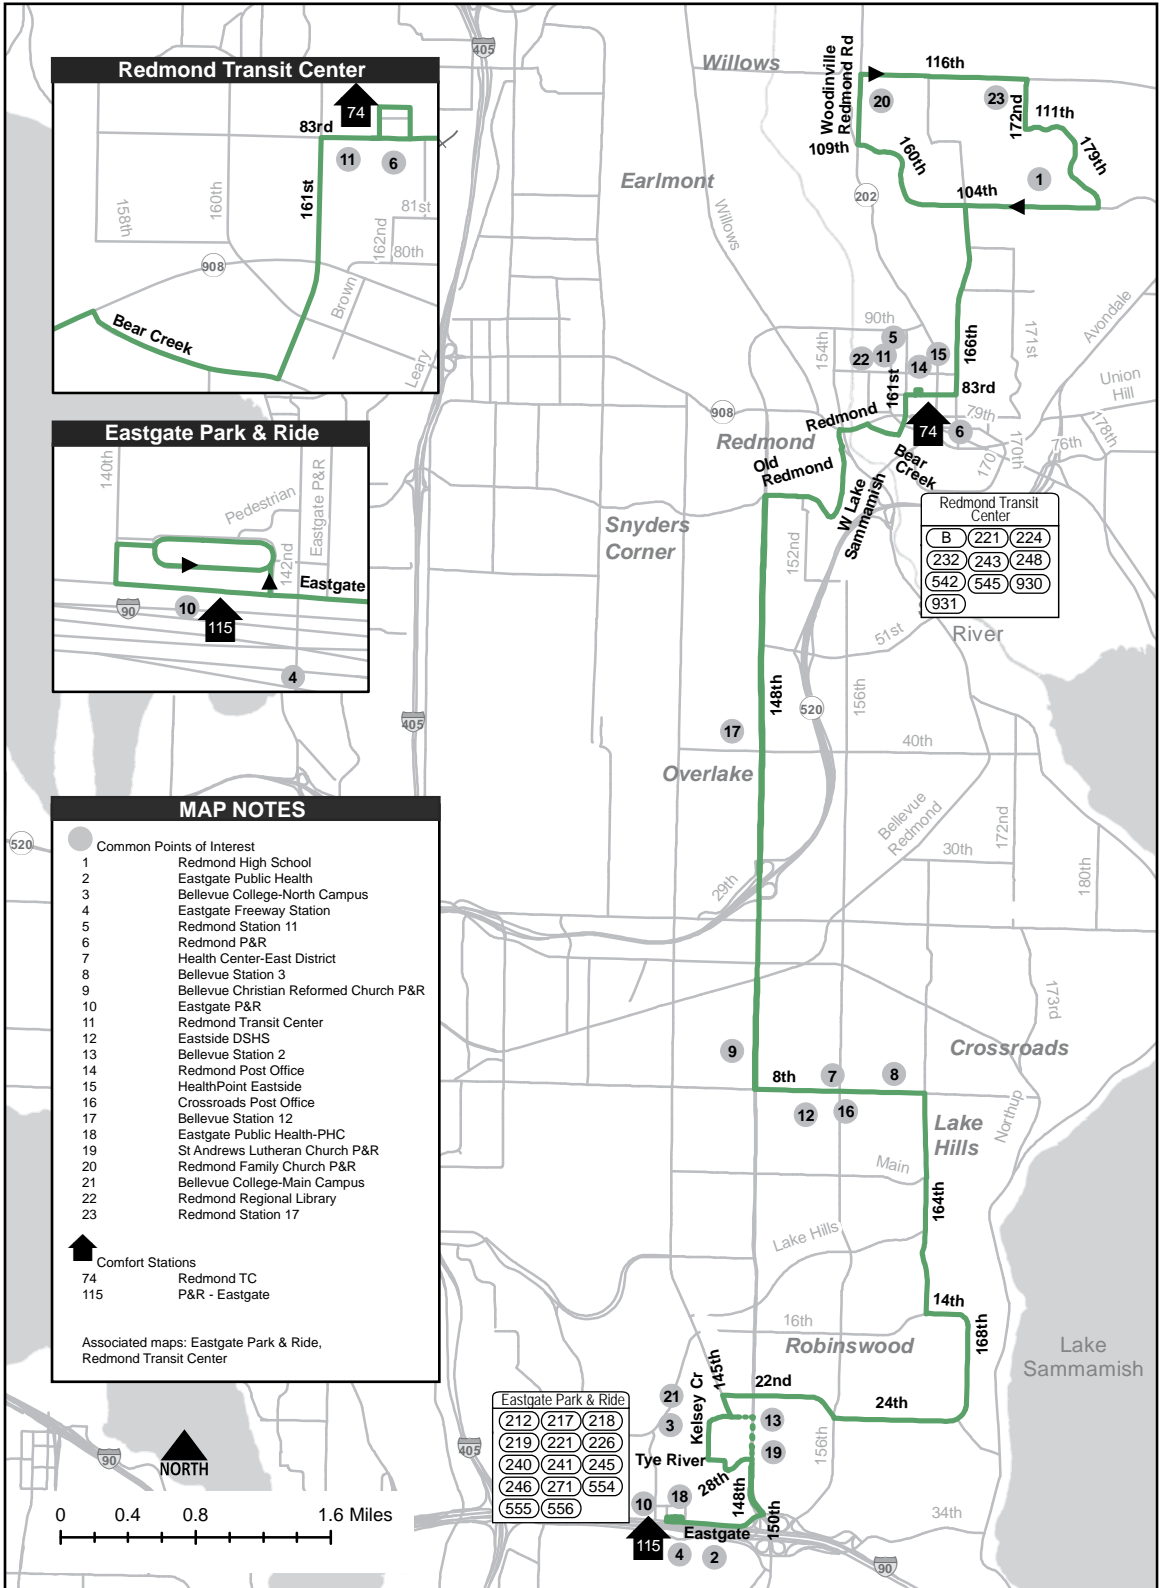 Redmond Transit Center
74
83rd
11
6
161st
160th
158th
81st
162nd
80th
908
Brown
Bear Creek
Leary
Eastgate Park & Ride
140th
Pedestrian
Eastgate P&R
142nd
Eastgate
90
10
115
4
MAP NOTES
Common Points of Interest
1 Redmond High School
2 Eastgate Public Health
3 Bellevue College-North Campus
4 Eastgate Freeway Station
5 Redmond Station 11
6 Redmond P&R
7 Health Center-East District
8 Bellevue Station 3
9 Bellevue Christian Reformed Church P&R
10 Eastgate P&R
11 Redmond Transit Center
12 Eastside DSHS
13 Bellevue Station 2
14 Redmond Post Office
15 HealthPoint Eastside
16 Crossroads Post Office
17 Bellevue Station 12
18 Eastgate Public Health-PHC
19 St Andrews Lutheran Church P&R
20 Redmond Family Church P&R
21 Bellevue College-Main Campus
22 Redmond Regional Library
23 Redmond Station 17
Comfort Stations
74 Redmond TC
115 P&R - Eastgate
Associated maps: Eastgate Park & Ride,
Redmond Transit Center
NORTH
0 0.4 0.8 1.6 Miles
405
Willows
Woodinville
Redmond Rd
116th
20
23
172nd
111th
109th
160th
179th
1
104th
202
Earlmont
Willows
90th
154th
5
22
11
14
15
161st
166th
171st
Avondale
Union
Hill
83rd
908
Redmond
Redmond
79th
74
6
170th
170
76th
178th
Old
Redmond
Bear
Creek
W Lake
Sammamish
Snyders
Corner
152nd
Redmond Transit
Center
B 221 224
232 243 248
542 545 930
931
River
51st
148th
156th
520
405
17
40th
Overlake
Bellevue
Redmond
172nd
30th
180th
29th
520
173rd
9
Crossroads
8th
7
8
12
16
Northup
Lake
Hills
Main
164th
Lake Hills
14th
16th
Robinswood
168th
Lake
Sammamish
145th
22nd
24th
Kelsey Cr
21
3
13
19
156th
Tye River
28th
148th
150th
34th
Eastgate Park & Ride
212 217 218
219 221 226
240 241 245
246 271 554
555 556
405
90
10
18
115
Eastgate
4
2
90